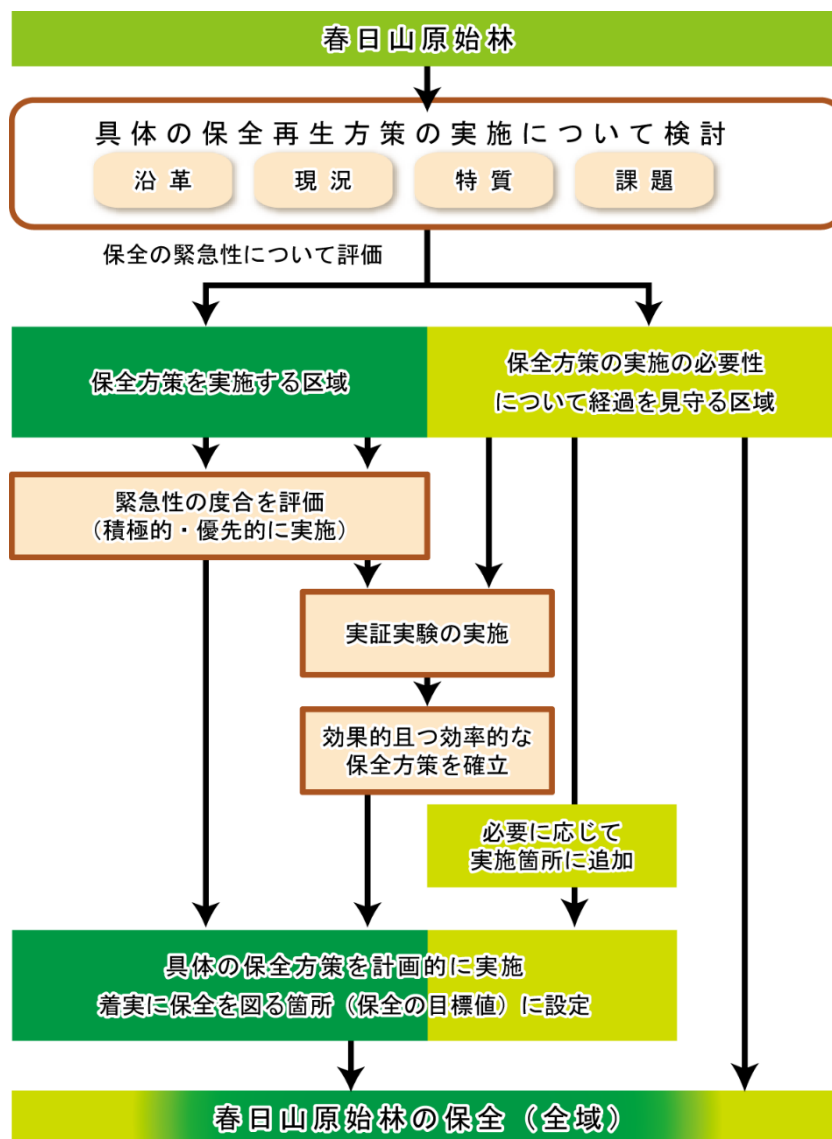 春日山原始林
具体の保全再生方策の実施について検討
沿革
現況
特質
課題
保全の緊急性について評価
保全方策を実施する区域
保全方策の実施の必要性
について経過を見守る区域
緊急性の度合を評価
（積極的・優先的に実施）
実証実験の実施
効果的且つ効率的な
保全方策を確立
必要に応じて
実施箇所に追加
具体の保全方策を計画的に実施
着実に保全を図る箇所（保全の目標値）に設定
春日山原始林の保全（全域）